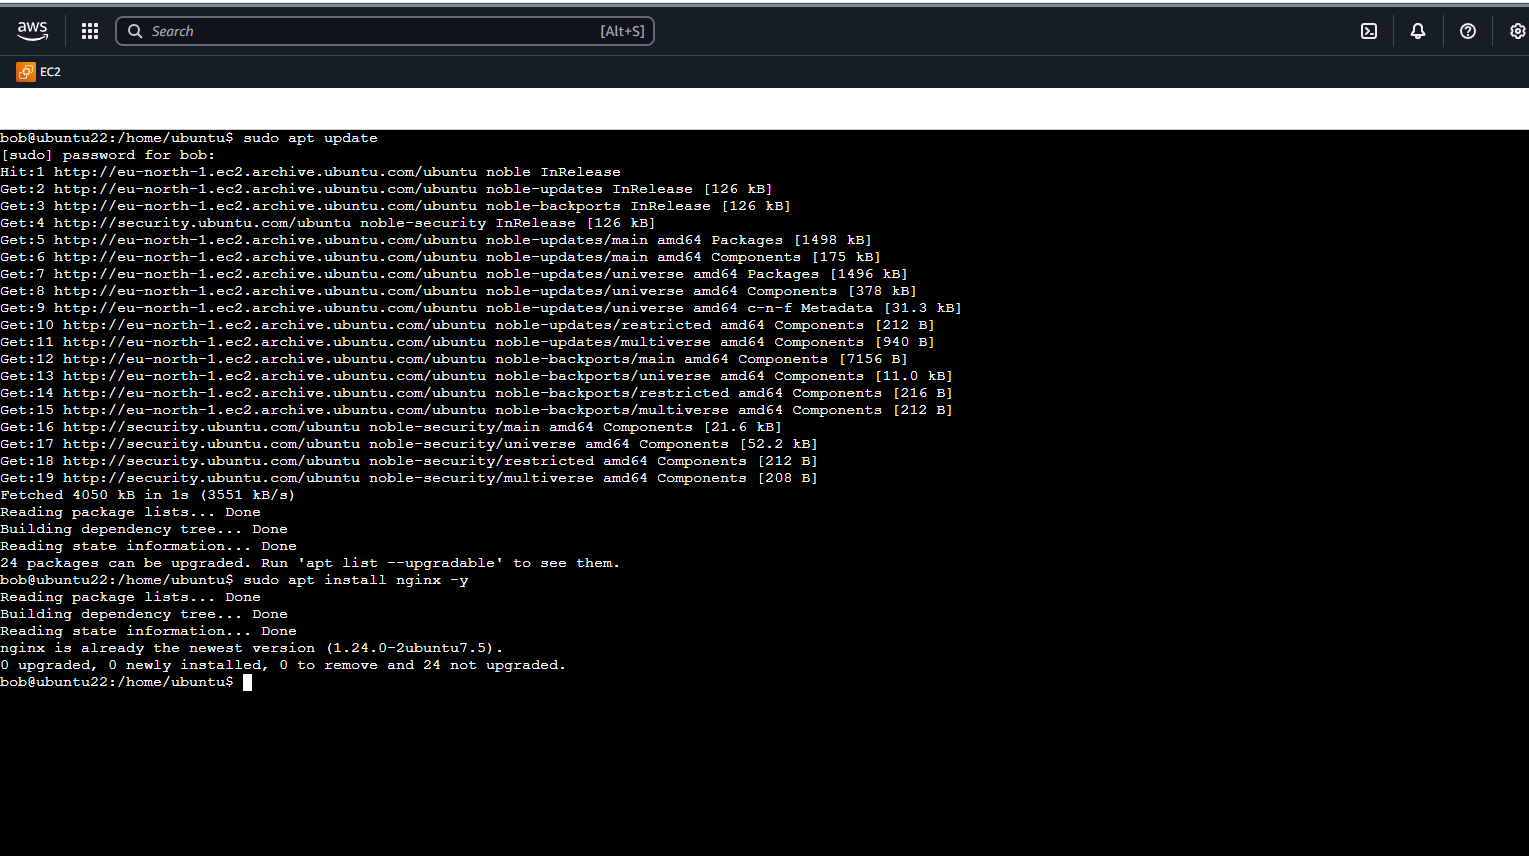 aws
Search [Alt+S]
EC2
bob@ubuntu22:/home/ubuntu$ sudo apt update
[sudo] password for bob:
Hit:1 http://eu-north-1.ec2.archive.ubuntu.com/ubuntu noble InRelease
Get:2 http://eu-north-1.ec2.archive.ubuntu.com/ubuntu noble-updates InRelease [126 kB]
Get:3 http://eu-north-1.ec2.archive.ubuntu.com/ubuntu noble-backports InRelease [126 kB]
Get:4 http://security.ubuntu.com/ubuntu noble-security InRelease [126 kB]
Get:5 http://eu-north-1.ec2.archive.ubuntu.com/ubuntu noble-updates/main amd64 Packages [1498 kB]
Get:6 http://eu-north-1.ec2.archive.ubuntu.com/ubuntu noble-updates/main amd64 Components [175 kB]
Get:7 http://eu-north-1.ec2.archive.ubuntu.com/ubuntu noble-updates/universe amd64 Packages [1496 kB]
Get:8 http://eu-north-1.ec2.archive.ubuntu.com/ubuntu noble-updates/universe amd64 Components [378 kB]
Get:9 http://eu-north-1.ec2.archive.ubuntu.com/ubuntu noble-updates/universe amd64 c-n-f Metadata [31.3 kB]
Get:10 http://eu-north-1.ec2.archive.ubuntu.com/ubuntu noble-updates/restricted amd64 Components [212 B]
Get:11 http://eu-north-1.ec2.archive.ubuntu.com/ubuntu noble-updates/multiverse amd64 Components [940 B]
Get:12 http://eu-north-1.ec2.archive.ubuntu.com/ubuntu noble-backports/main amd64 Components [7156 B]
Get:13 http://eu-north-1.ec2.archive.ubuntu.com/ubuntu noble-backports/universe amd64 Components [11.0 kB]
Get:14 http://eu-north-1.ec2.archive.ubuntu.com/ubuntu noble-backports/restricted amd64 Components [216 B]
Get:15 http://eu-north-1.ec2.archive.ubuntu.com/ubuntu noble-backports/multiverse amd64 Components [212 B]
Get:16 http://security.ubuntu.com/ubuntu noble-security/main amd64 Components [21.6 kB]
Get:17 http://security.ubuntu.com/ubuntu noble-security/universe amd64 Components [52.2 kB]
Get:18 http://security.ubuntu.com/ubuntu noble-security/restricted amd64 Components [212 B]
Get:19 http://security.ubuntu.com/ubuntu noble-security/multiverse amd64 Components [208 B]
Fetched 4050 kB in 1s (3551 kB/s)
Reading package lists... Done
Building dependency tree... Done
Reading state information... Done
24 packages can be upgraded. Run 'apt list --upgradable' to see them.
bob@ubuntu22:/home/ubuntu$ sudo apt install nginx -y
Reading package lists... Done
Building dependency tree... Done
Reading state information... Done
nginx is already the newest version (1.24.0-2ubuntu7.5).
0 upgraded, 0 newly installed, 0 to remove and 24 not upgraded.
bob@ubuntu22:/home/ubuntu$